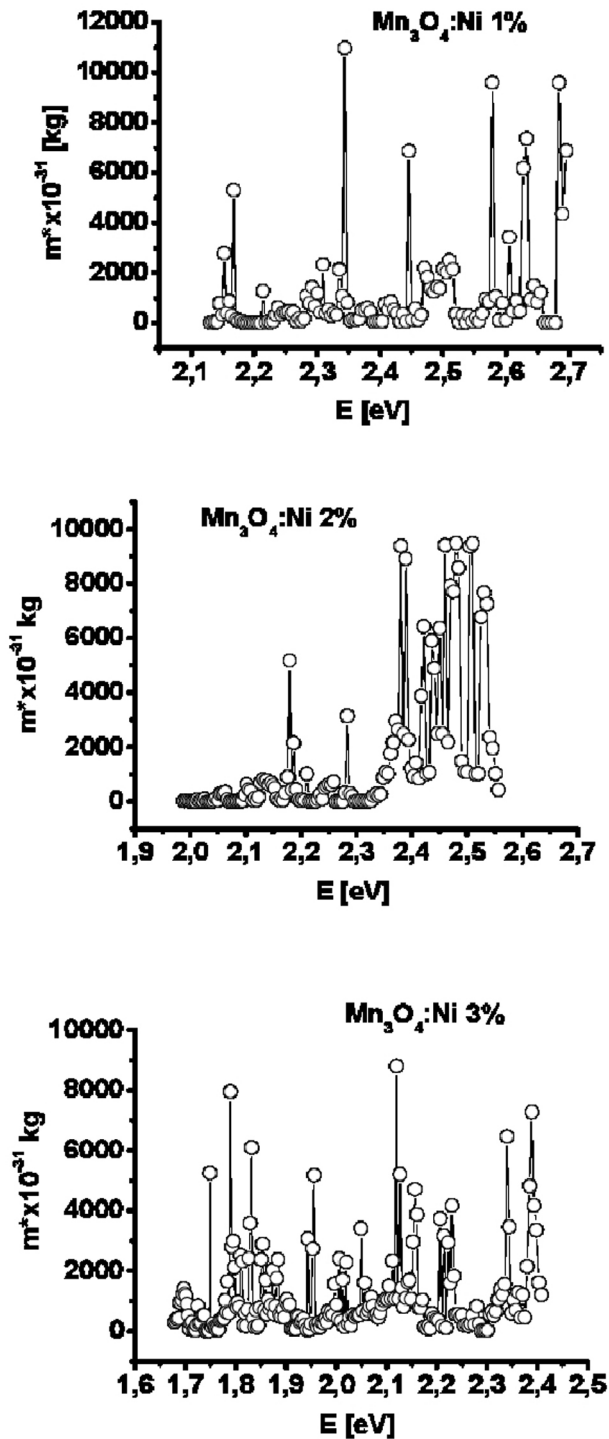 Mn₃O₄:Ni 1%
12000
10000
8000
6000
4000
2000
0
m*x10⁻³¹ [kg]
2,1 2,2 2,3 2,4 2,5 2,6 2,7
E [eV]
Mn₃O₄:Ni 2%
10000
8000
6000
4000
2000
0
m*x10⁻³¹ kg
1,9 2,0 2,1 2,2 2,3 2,4 2,5 2,6 2,7
E [eV]
Mn₃O₄:Ni 3%
10000
8000
6000
4000
2000
0
m*x10⁻³¹ kg
1,6 1,7 1,8 1,9 2,0 2,1 2,2 2,3 2,4 2,5
E [eV]